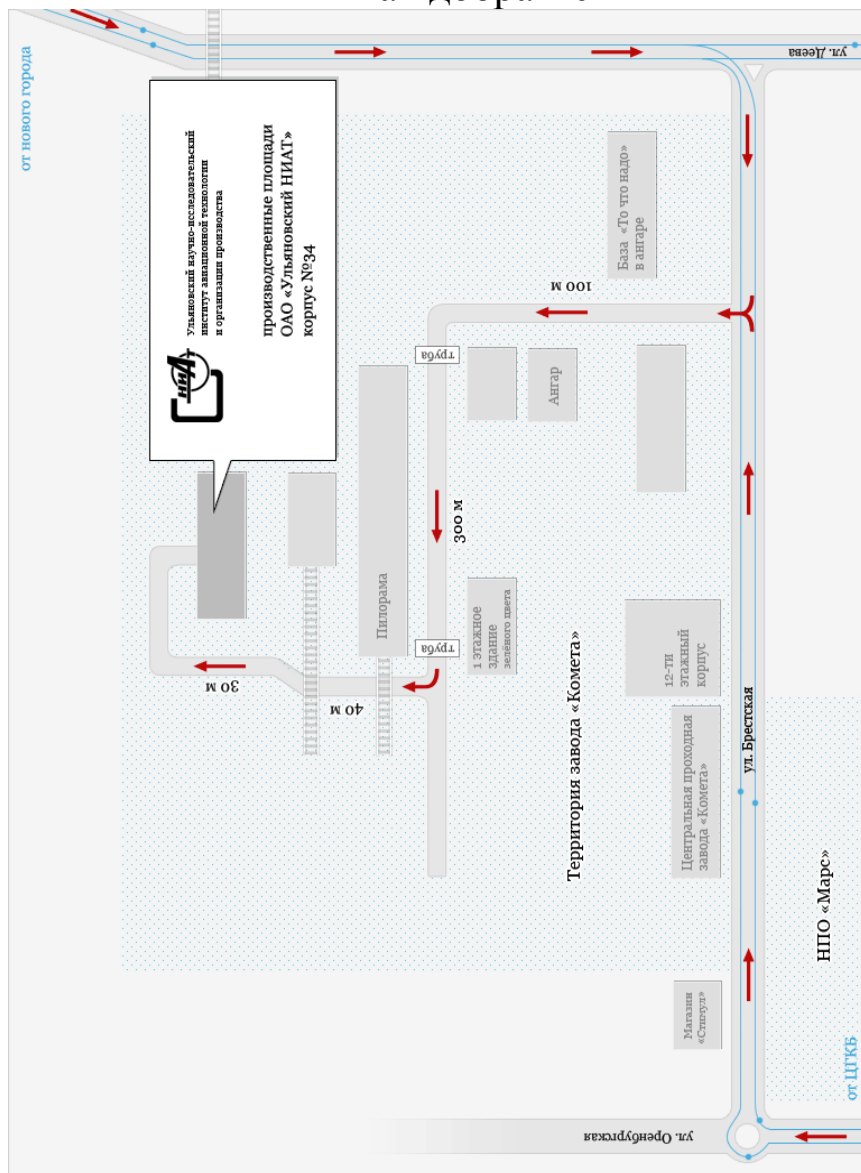 от нового города
ул. Деева
Ульяновский научно-исследовательский
институт авиационной технологии
и организации производства
НИАТ
производственные площади
ОАО «Ульяновский НИАТ»
корпус №34
База «То что надо»
в ангаре
100 м
труба
Ангар
300 м
Пилорама
труба
1 этажное
здание
зелёного цвета
30 м
40 м
Территория завода «Комета»
12-ти
этажный
корпус
ул. Брестская
Центральная проходная
завода «Комета»
НПО «Марс»
Магазин
«Стимул»
ул. Оренбургская
от ЦГКБ